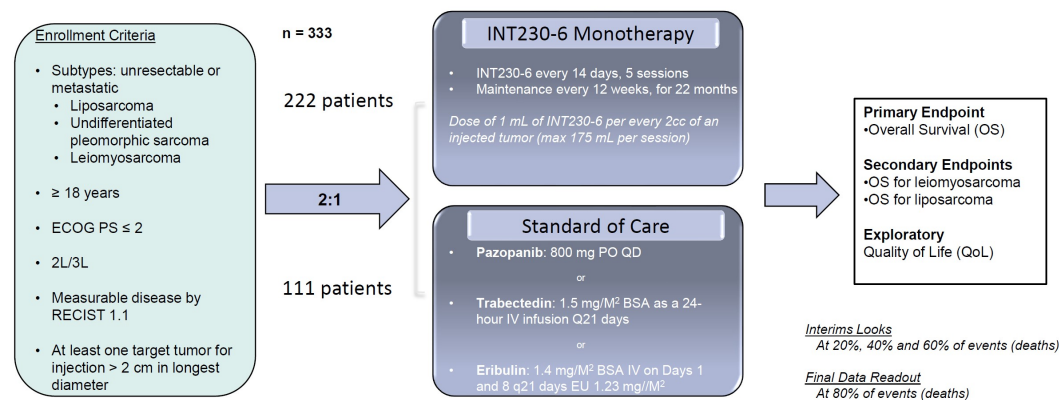 Enrollment Criteria
• Subtypes: unresectable or
metastatic
• Liposarcoma
• Undifferentiated
pleomorphic sarcoma
• Leiomyosarcoma
• ≥ 18 years
• ECOG PS ≤ 2
• 2L/3L
• Measurable disease by
RECIST 1.1
• At least one target tumor for
injection > 2 cm in longest
diameter
n = 333
222 patients
2:1
111 patients
INT230-6 Monotherapy
• INT230-6 every 14 days, 5 sessions
• Maintenance every 12 weeks, for 22 months
Dose of 1 mL of INT230-6 per every 2cc of an
injected tumor (max 175 mL per session)
Standard of Care
• Pazopanib: 800 mg PO QD
or
• Trabectedin: 1.5 mg/M² BSA as a 24-
hour IV infusion Q21 days
or
• Eribulin: 1.4 mg/M² BSA IV on Days 1
and 8 q21 days EU 1.23 mg//M²
Primary Endpoint
•Overall Survival (OS)
Secondary Endpoints
•OS for leiomyosarcoma
•OS for liposarcoma
Exploratory
Quality of Life (QoL)
Interims Looks
At 20%, 40% and 60% of events (deaths)
Final Data Readout
At 80% of events (deaths)